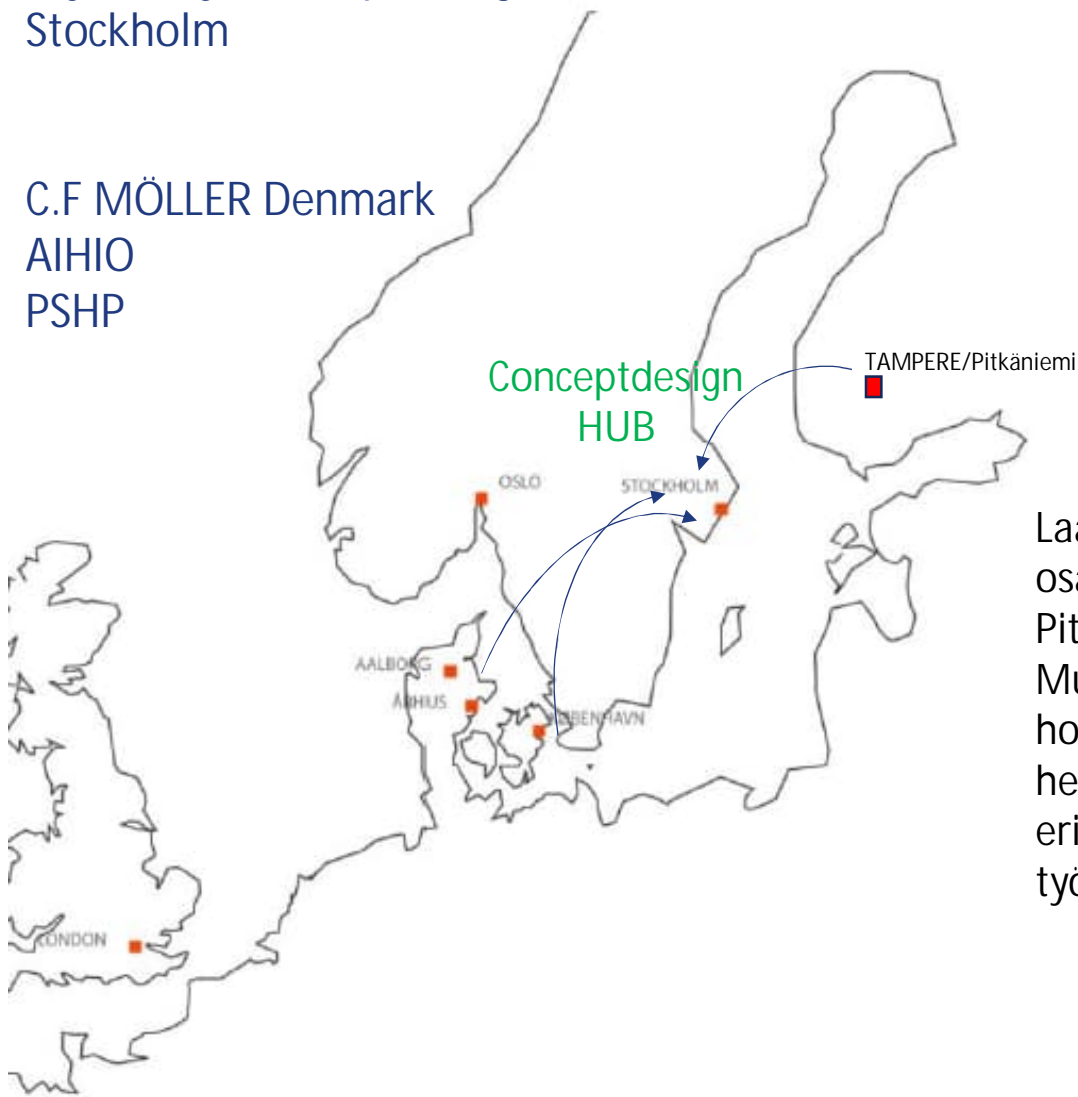 Stockholm
C.F MÖLLER Denmark
AIHIO
PSHP
Conceptdesign
HUB
TAMPERE/Pitkäniemi
OSLO
STOCKHOLM
AALBORG
ÅRHUS
KØBENHAVN
LONDON
Laa
osa
Pit
Mu
ho
he
eri
työ